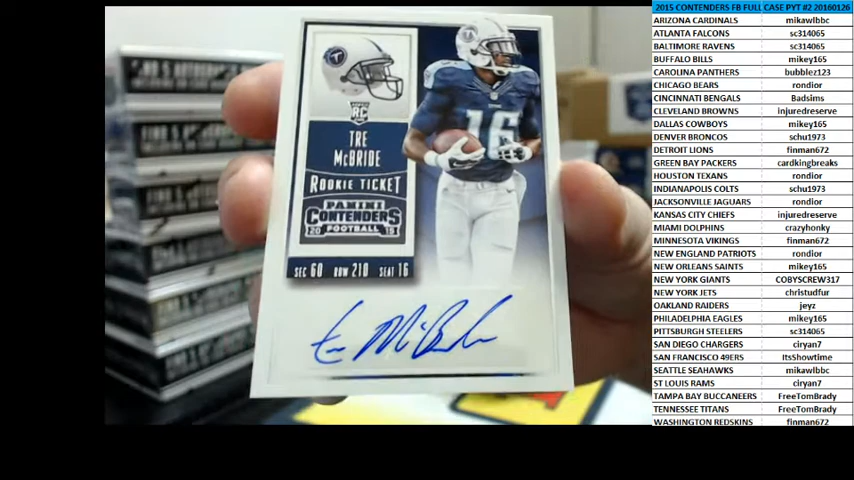 RC
TRE
McBRIDE
ROOKIE TICKET
PANINI
CONTENDERS
2015 FOOTBALL
SEC 60 ROW 210 SEAT 16
16
Tre McBride
2015 CONTENDERS FB FULL CASE PYT #2 20160126
ARIZONA CARDINALS mikawlbbc
ATLANTA FALCONS sc314065
BALTIMORE RAVENS sc314065
BUFFALO BILLS mikey165
CAROLINA PANTHERS bubblez123
CHICAGO BEARS rondior
CINCINNATI BENGALS Badsims
CLEVELAND BROWNS injuredreserve
DALLAS COWBOYS mikey165
DENVER BRONCOS schu1973
DETROIT LIONS finman672
GREEN BAY PACKERS cardkingbreaks
HOUSTON TEXANS rondior
INDIANAPOLIS COLTS schu1973
JACKSONVILLE JAGUARS rondior
KANSAS CITY CHIEFS injuredreserve
MIAMI DOLPHINS crazyhonky
MINNESOTA VIKINGS finman672
NEW ENGLAND PATRIOTS rondior
NEW ORLEANS SAINTS mikey165
NEW YORK GIANTS COBYSCREW317
NEW YORK JETS christudfur
OAKLAND RAIDERS jeyz
PHILADELPHIA EAGLES mikey165
PITTSBURGH STEELERS sc314065
SAN DIEGO CHARGERS ciryan7
SAN FRANCISCO 49ERS ItsShowtime
SEATTLE SEAHAWKS mikawlbbc
ST LOUIS RAMS ciryan7
TAMPA BAY BUCCANEERS FreeTomBrady
TENNESSEE TITANS FreeTomBrady
WASHINGTON REDSKINS finman672